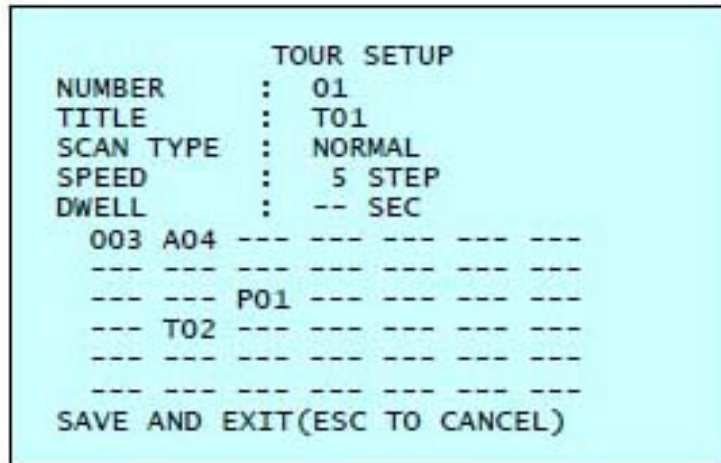 TOUR SETUP
NUMBER : 01
TITLE : T01
SCAN TYPE : NORMAL
SPEED : 5 STEP
DWELL : -- SEC
003 A04 --- --- --- --- ---
--- --- --- --- --- --- ---
--- --- P01 --- --- --- ---
--- T02 --- --- --- --- ---
--- --- --- --- --- --- ---
--- --- --- --- --- --- ---
SAVE AND EXIT(ESC TO CANCEL)